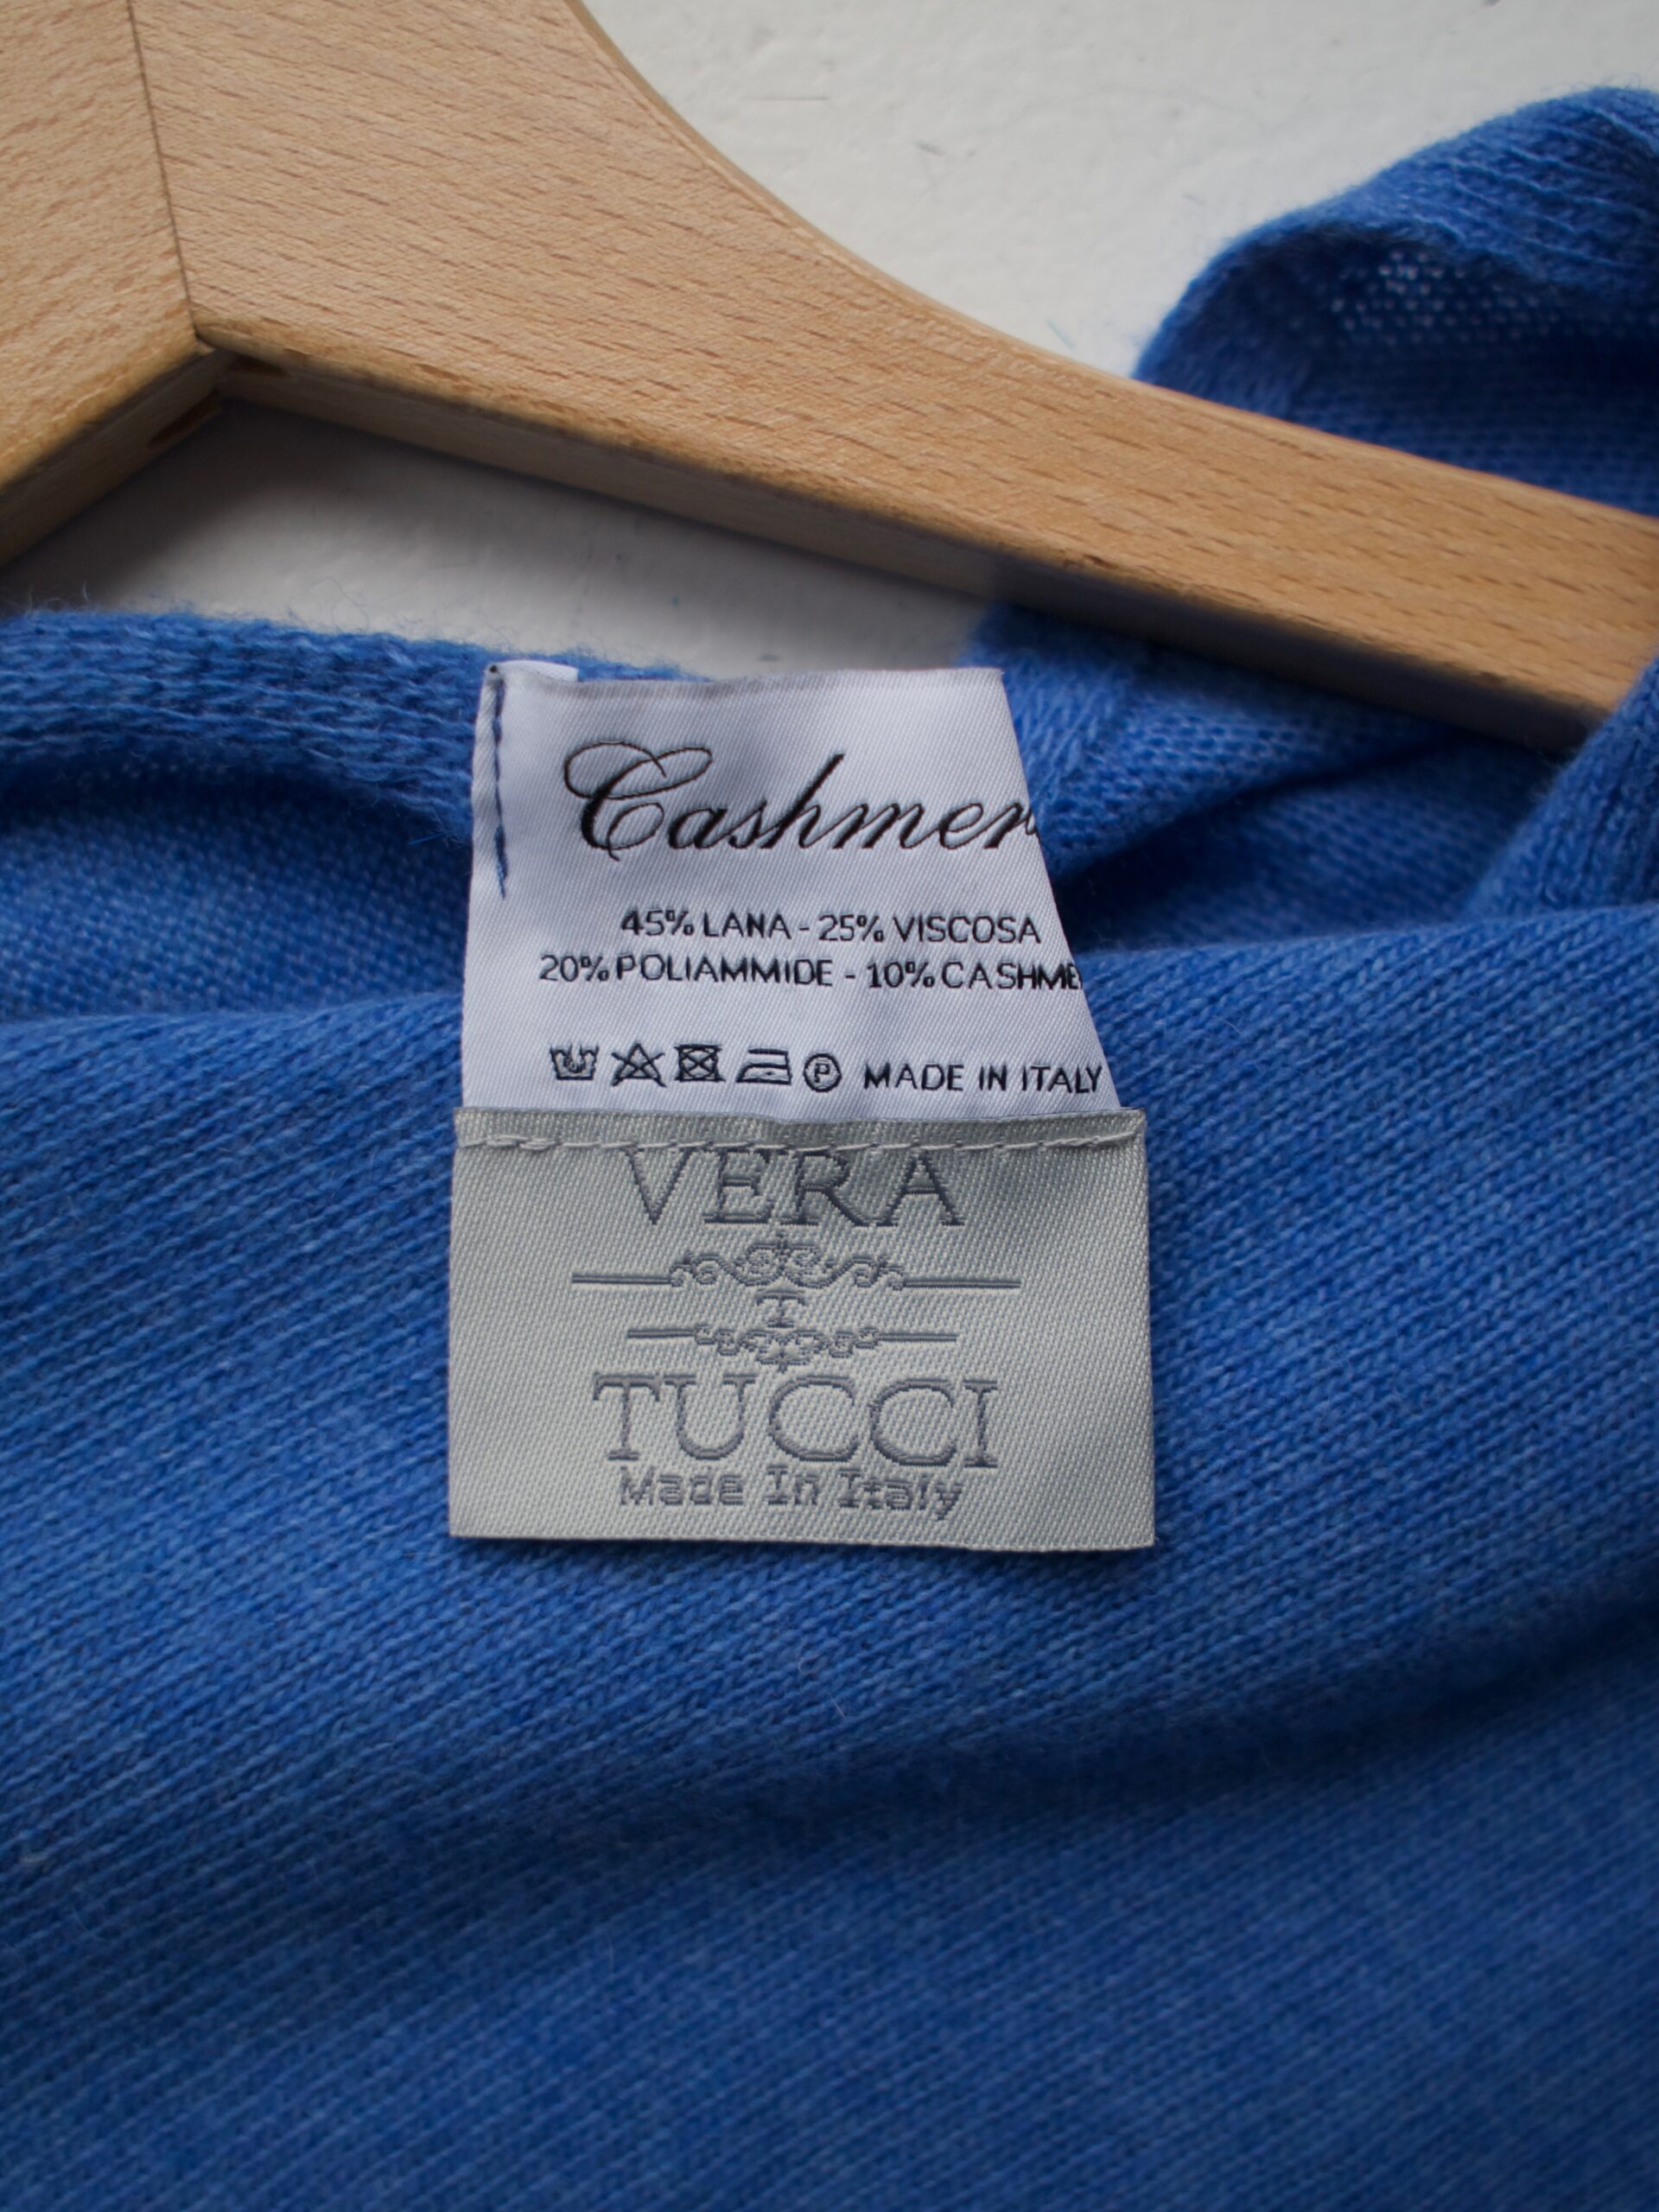 Cashmer
45% LANA - 25% VISCOSA
20% POLIAMMIDE - 10% CASHME
P MADE IN ITALY
VERA
T
TUCCI
Made In Italy